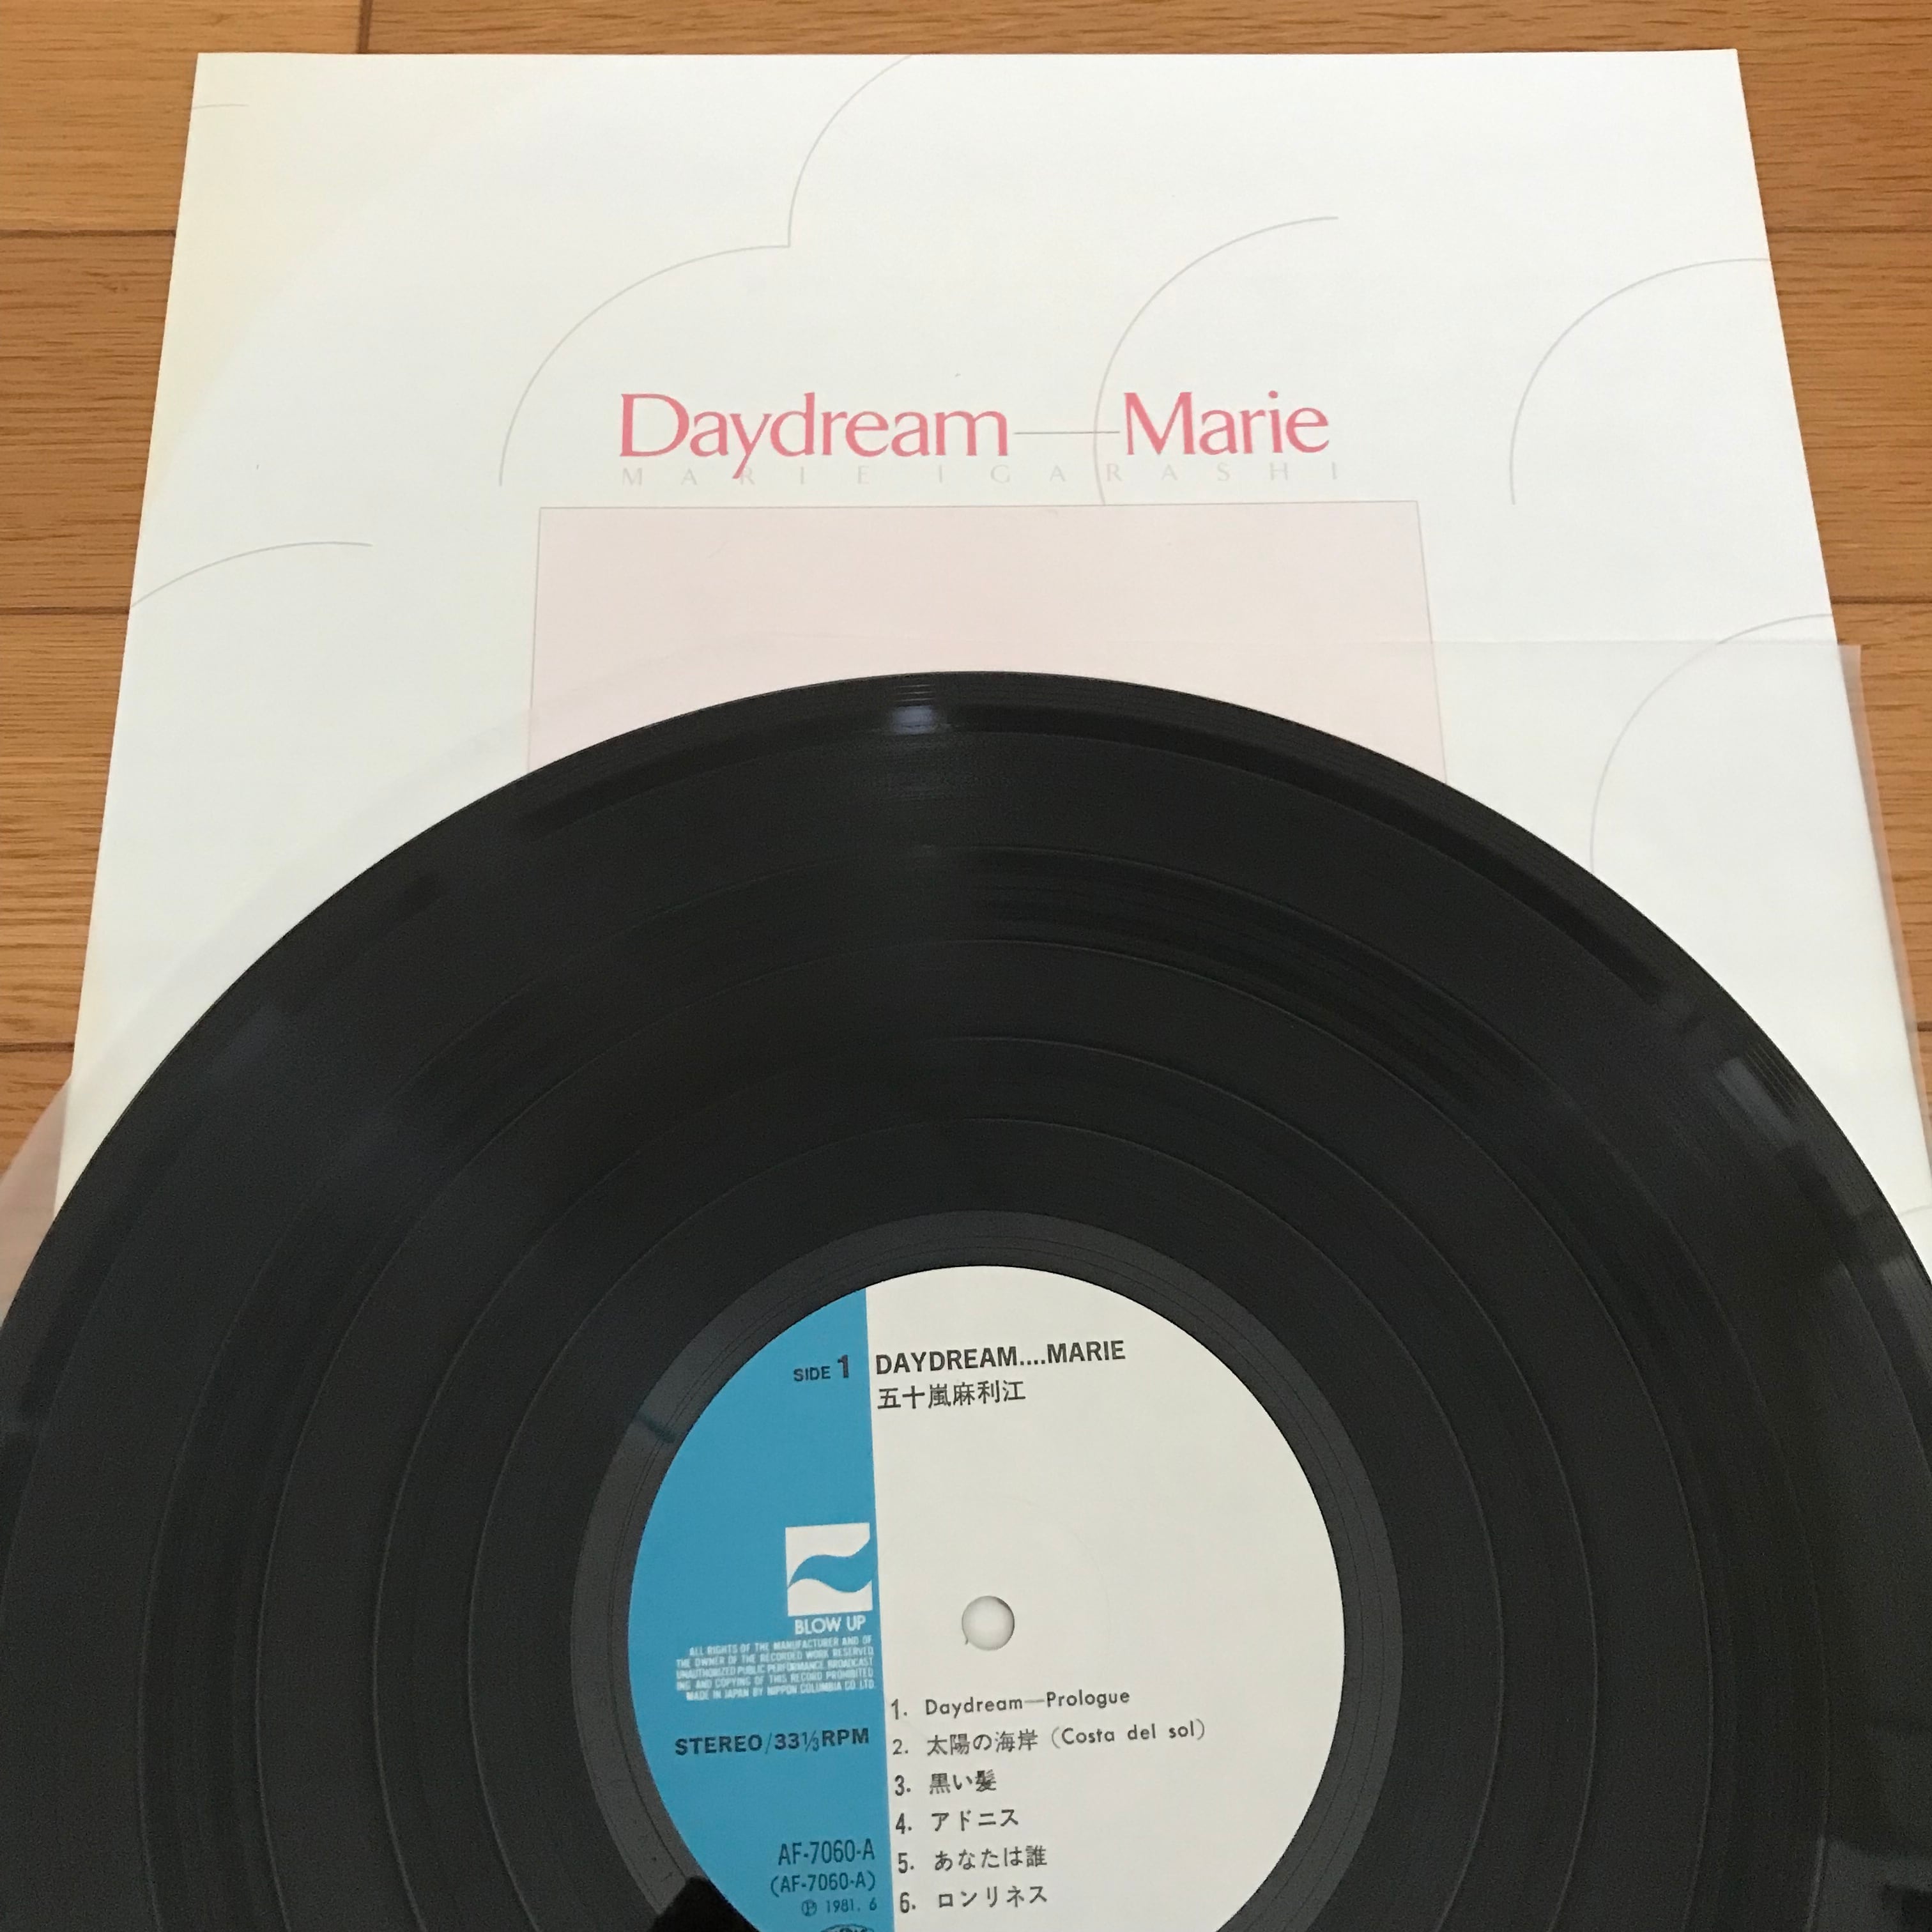 Daydream—Marie
MARIE IGARASHI
SIDE 1
DAYDREAM....MARIE
五十嵐麻利江
BLOW UP
ALL RIGHTS OF THE MANUFACTURER AND OF
THE OWNER OF THE RECORDED WORK RESERVED
UNAUTHORIZED PUBLIC PERFORMANCE BROADCAST
ING AND COPYING OF THIS RECORD PROHIBITED
MADE IN JAPAN BY NIPPON COLUMBIA CO. LTD.
STEREO/33⅓RPM
AF-7060-A
(AF-7060-A)
Ⓟ 1981. 6
1. Daydream—Prologue
2. 太陽の海岸（Costa del sol）
3. 黒い髪
4. アドニス
5. あなたは誰
6. ロンリネス